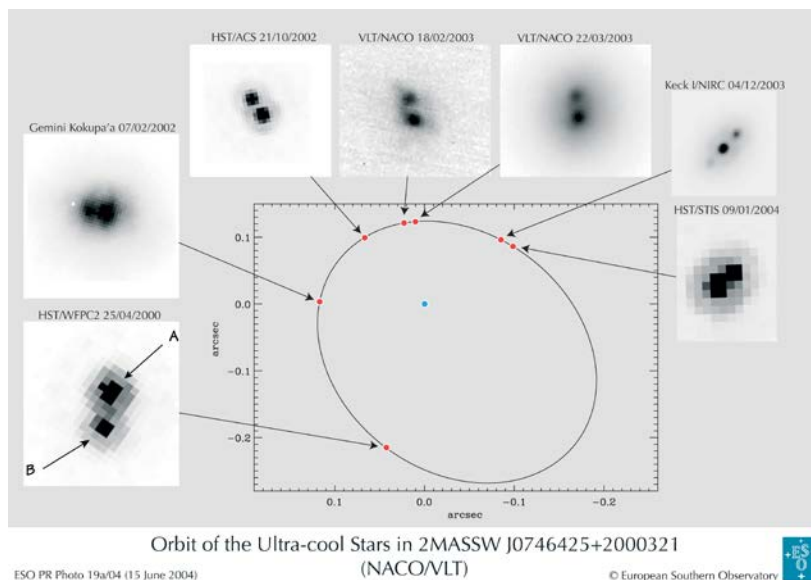 HST/ACS 21/10/2002
VLT/NACO 18/02/2003
VLT/NACO 22/03/2003
Keck I/NIRC 04/12/2003
Gemini Kokupa'a 07/02/2002
HST/STIS 09/01/2004
HST/WFPC2 25/04/2000
A
B
arcsec
0.1
0.0
-0.1
-0.2
0.1
0.0
-0.1
-0.2
arcsec
Orbit of the Ultra-cool Stars in 2MASSW J0746425+2000321
(NACO/VLT)
ESO PR Photo 19a/04 (15 June 2004)
© European Southern Observatory
ESO